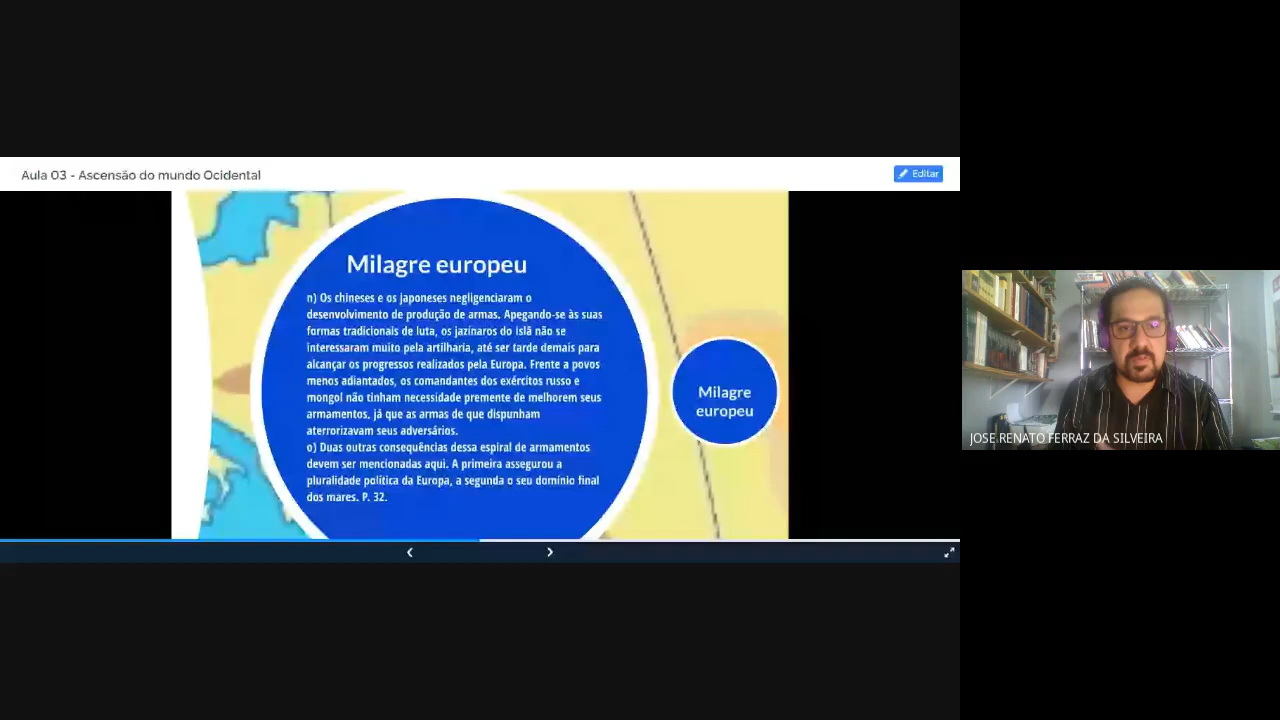 Aula 03 - Ascensão do mundo Ocidental
Editar
Milagre europeu
n) Os chineses e os japoneses negligenciaram o
desenvolvimento de produção de armas. Apegando-se às suas
formas tradicionais de luta, os jazínaros do islã não se
interessaram muito pela artilharia, até ser tarde demais para
alcançar os progressos realizados pela Europa. Frente a povos
menos adiantados, os comandantes dos exércitos russo e
mongol não tinham necessidade premente de melhorem seus
armamentos, já que as armas de que dispunham
aterrorizavam seus adversários.
o) Duas outras consequências dessa espiral de armamentos
devem ser mencionadas aqui. A primeira assegurou a
pluralidade política da Europa, a segunda o seu domínio final
dos mares. P. 32.
Milagre
europeu
JOSE RENATO FERRAZ DA SILVEIRA